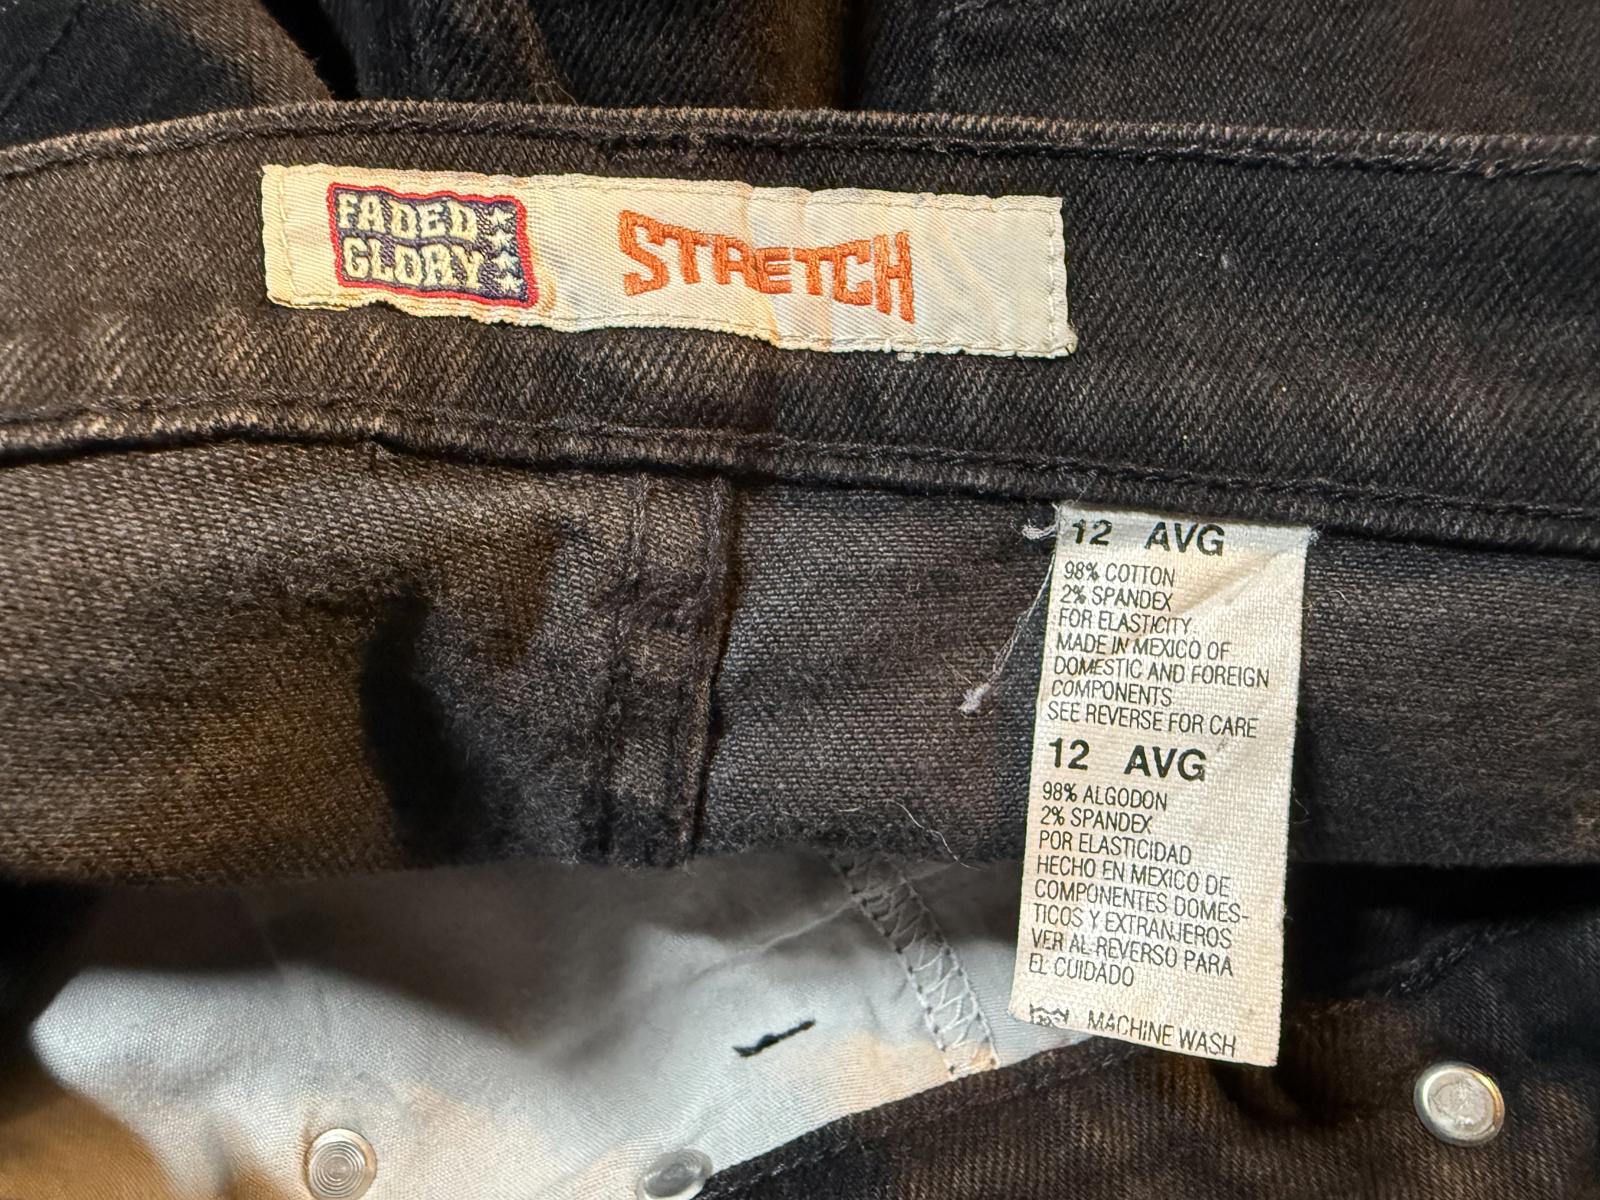 FADED
GLORY
STRETCH
12 AVG
98% COTTON
2% SPANDEX
FOR ELASTICITY
MADE IN MEXICO OF
DOMESTIC AND FOREIGN
COMPONENTS
SEE REVERSE FOR CARE
12 AVG
98% ALGODON
2% SPANDEX
POR ELASTICIDAD
HECHO EN MEXICO DE
COMPONENTES DOMES-
TICOS Y EXTRANJEROS
VER AL REVERSO PARA
EL CUIDADO
MACHINE WASH